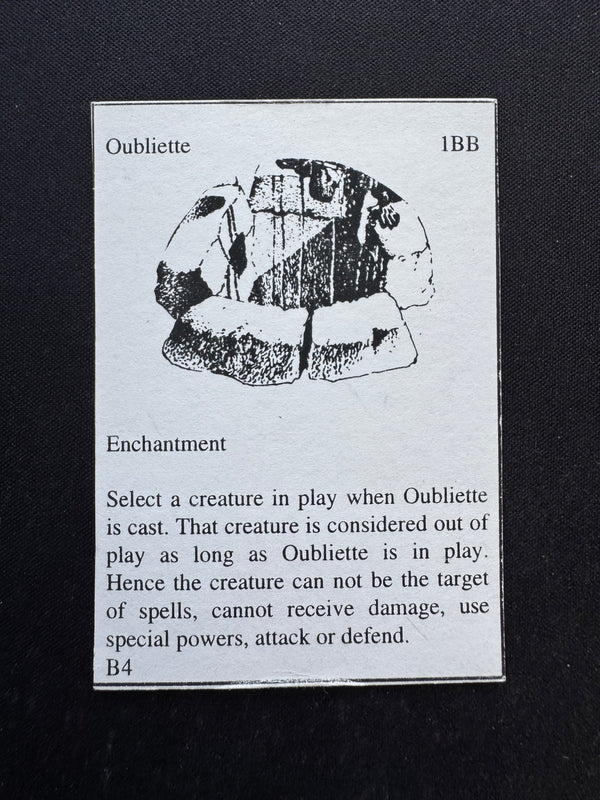 Oubliette 1BB
Enchantment
Select a creature in play when Oubliette
is cast. That creature is considered out of
play as long as Oubliette is in play.
Hence the creature can not be the target
of spells, cannot receive damage, use
special powers, attack or defend.
B4